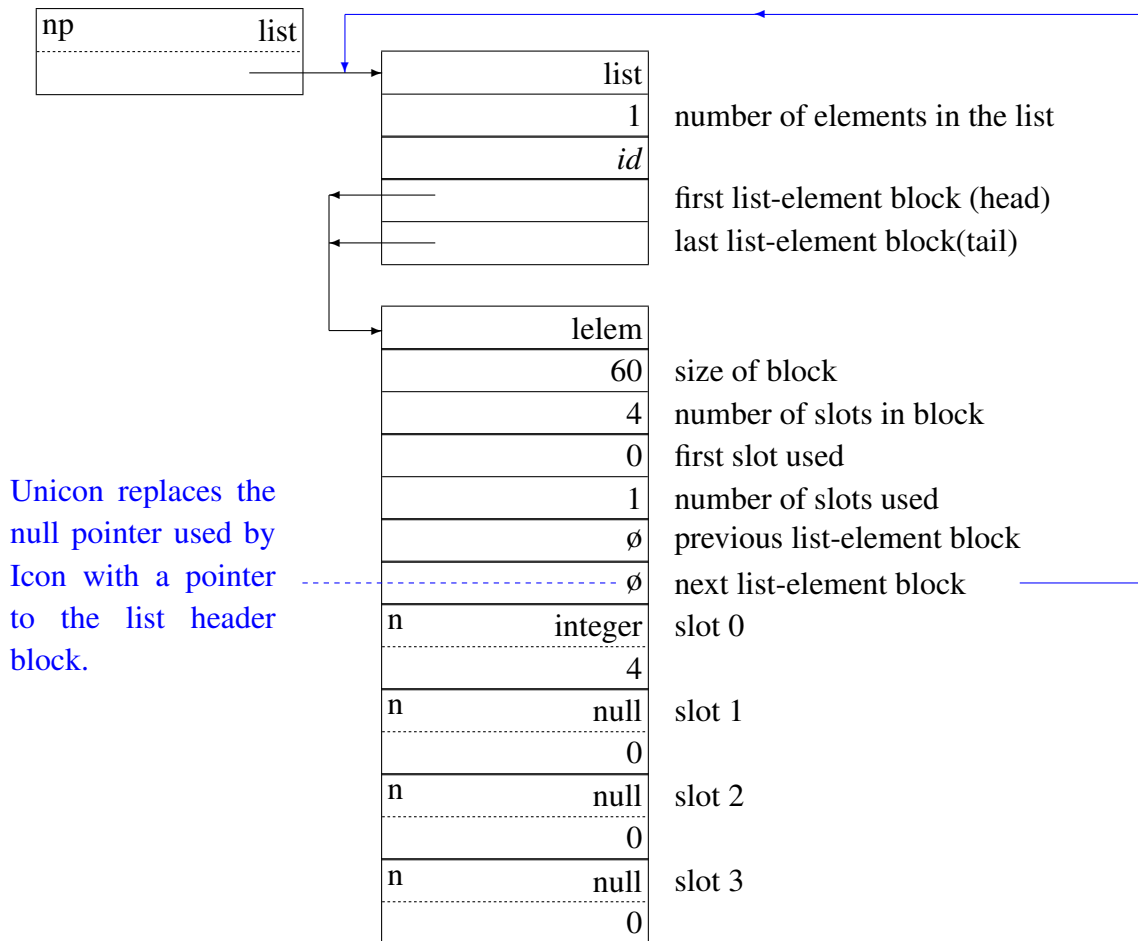 np list
list
1 number of elements in the list
id
first list-element block (head)
last list-element block(tail)
lelem
60 size of block
4 number of slots in block
0 first slot used
1 number of slots used
ø previous list-element block
ø next list-element block
Unicon replaces the
null pointer used by
Icon with a pointer
to the list header
block.
n integer slot 0
4
n null slot 1
0
n null slot 2
0
n null slot 3
0